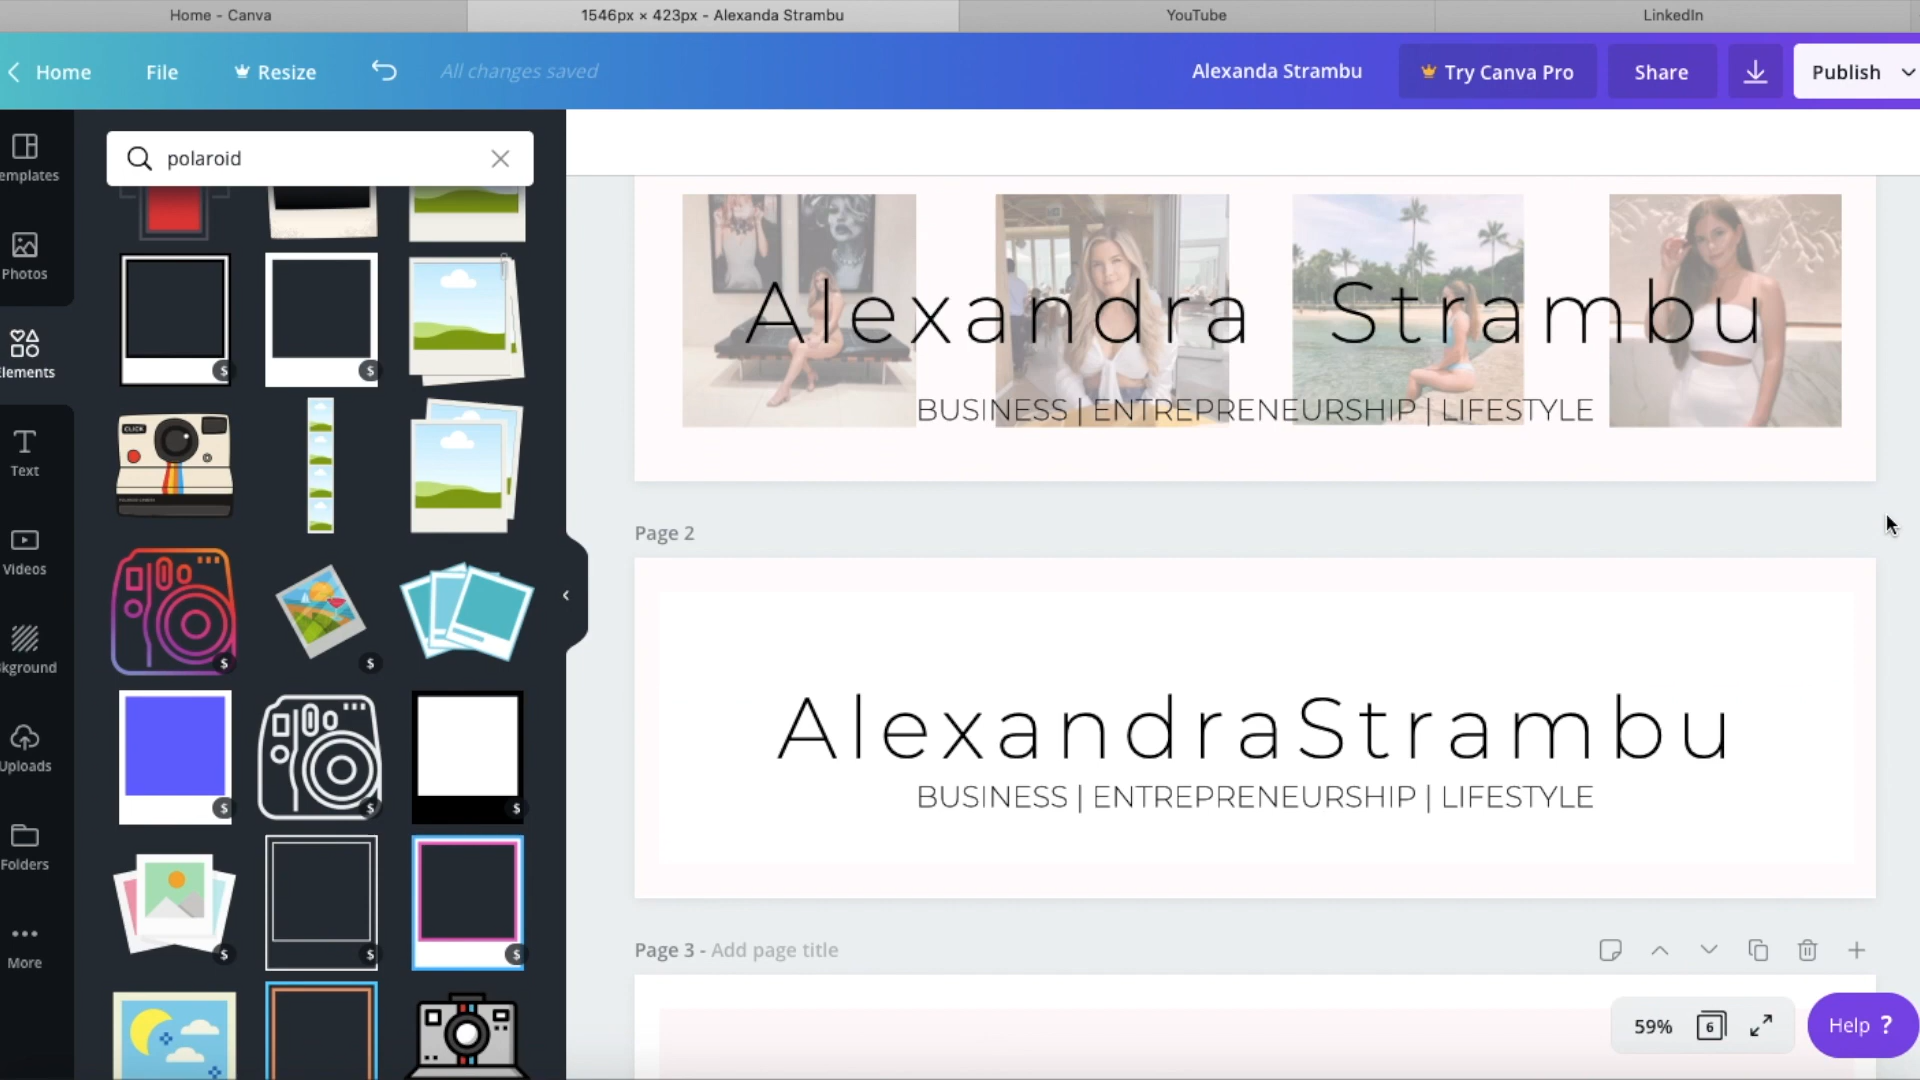 Home - Canva
1546px × 423px - Alexanda Strambu
YouTube
LinkedIn
Home
File
Resize
All changes saved
Alexanda Strambu
Try Canva Pro
Share
Publish
polaroid
emplates
Photos
Elements
Text
Videos
kground
Uploads
Folders
More
CLICK
$
$
$
$
$
$
$
$
$
$
Alexandra Strambu
BUSINESS | ENTREPRENEURSHIP | LIFESTYLE
Page 2
AlexandraStrambu
BUSINESS | ENTREPRENEURSHIP | LIFESTYLE
Page 3 - Add page title
59%
6
Help ?